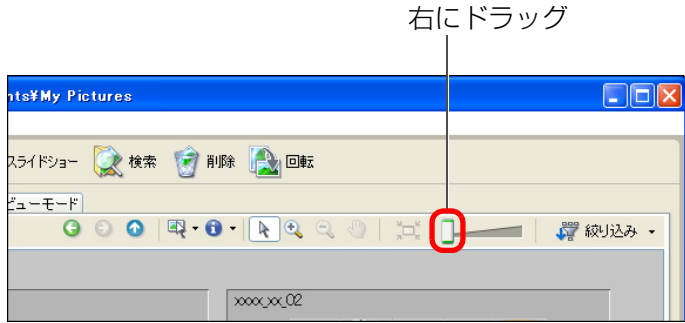 右にドラッグ
nts¥My Pictures
スライドショー 検索 削除 回転
ビューモード
絞り込み
xxxx_xx_02